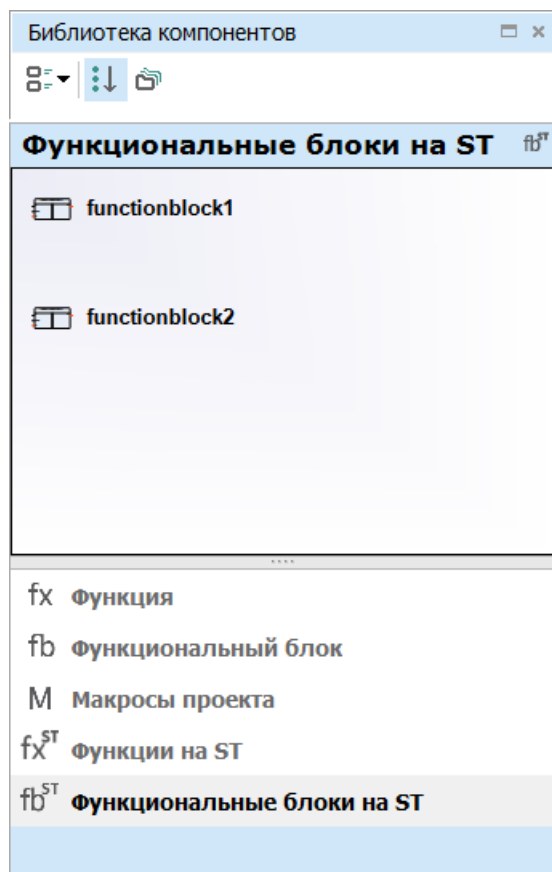 Библиотека компонентов
Функциональные блоки на ST fbST
functionblock1
functionblock2
fx Функция
fb Функциональный блок
M Макросы проекта
fxST Функции на ST
fbST Функциональные блоки на ST